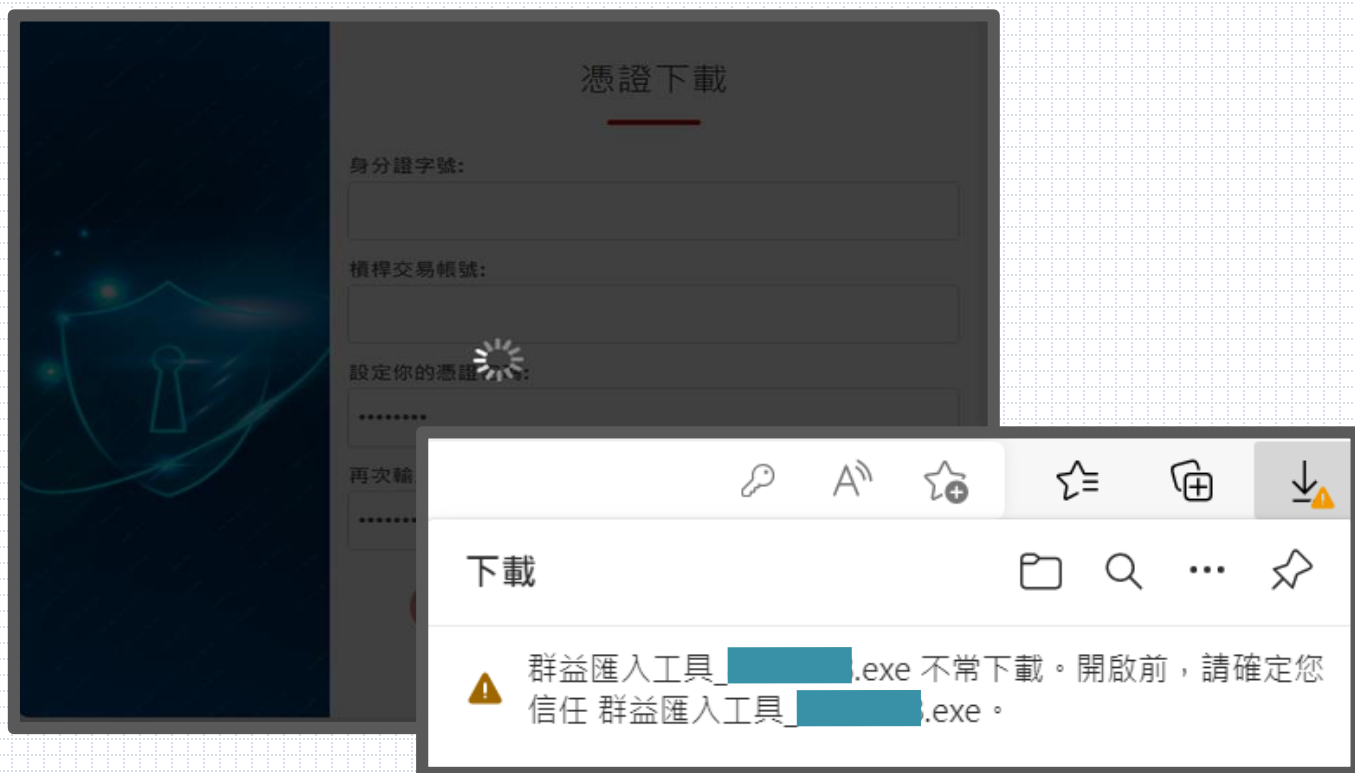 憑證下載
身分證字號:
槓桿交易帳號:
設定你的憑證
••••••••
再次輸
•••••••
下載
群益匯入工具_ .exe 不常下載。開啟前，請確定您
信任 群益匯入工具_ .exe。